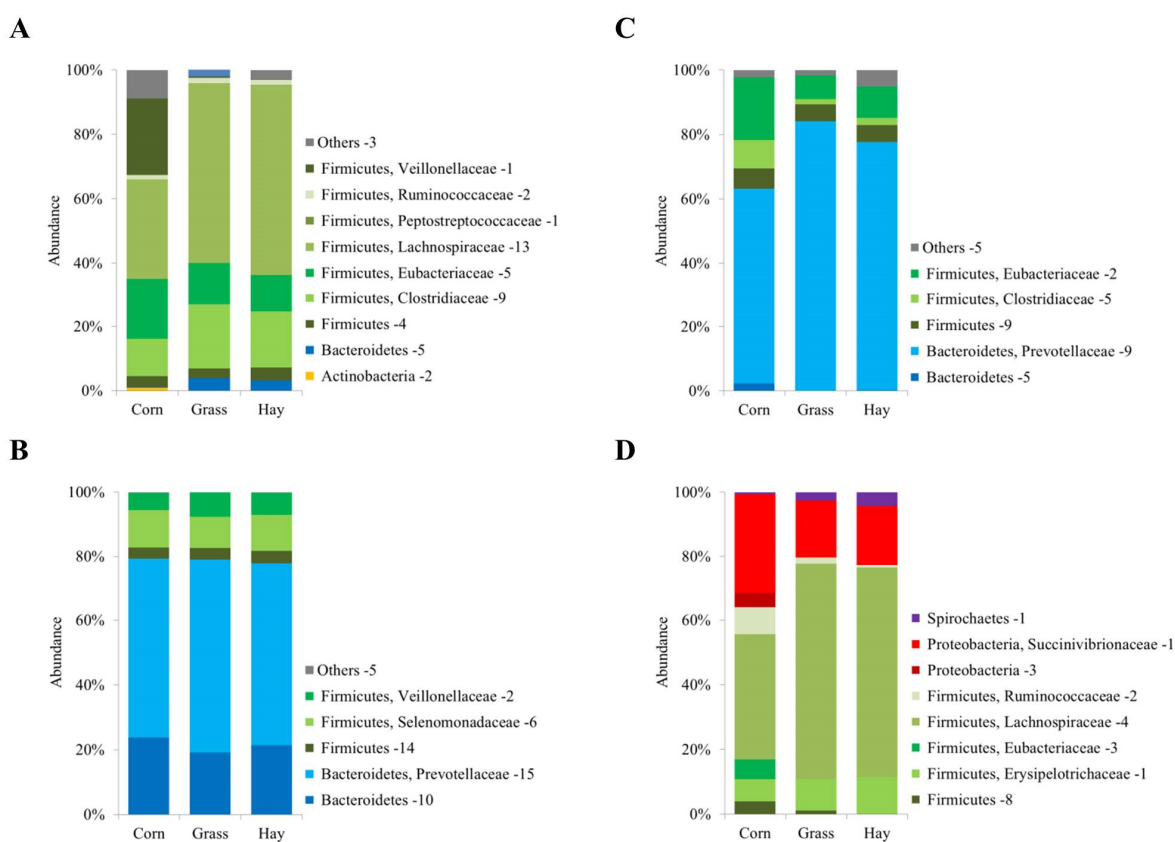 A
Abundance
100%
80%
60%
40%
20%
0%
Corn Grass Hay
Others -3
Firmicutes, Veillonellaceae -1
Firmicutes, Ruminococcaceae -2
Firmicutes, Peptostreptococcaceae -1
Firmicutes, Lachnospiraceae -13
Firmicutes, Eubacteriaceae -5
Firmicutes, Clostridiaceae -9
Firmicutes -4
Bacteroidetes -5
Actinobacteria -2
C
Abundance
100%
80%
60%
40%
20%
0%
Corn Grass Hay
Others -5
Firmicutes, Eubacteriaceae -2
Firmicutes, Clostridiaceae -5
Firmicutes -9
Bacteroidetes, Prevotellaceae -9
Bacteroidetes -5
B
Abundance
100%
80%
60%
40%
20%
0%
Corn Grass Hay
Others -5
Firmicutes, Veillonellaceae -2
Firmicutes, Selenomonadaceae -6
Firmicutes -14
Bacteroidetes, Prevotellaceae -15
Bacteroidetes -10
D
Abundance
100%
80%
60%
40%
20%
0%
Corn Grass Hay
Spirochaetes -1
Proteobacteria, Succinivibrionaceae -1
Proteobacteria -3
Firmicutes, Ruminococcaceae -2
Firmicutes, Lachnospiraceae -4
Firmicutes, Eubacteriaceae -3
Firmicutes, Erysipelotrichaceae -1
Firmicutes -8